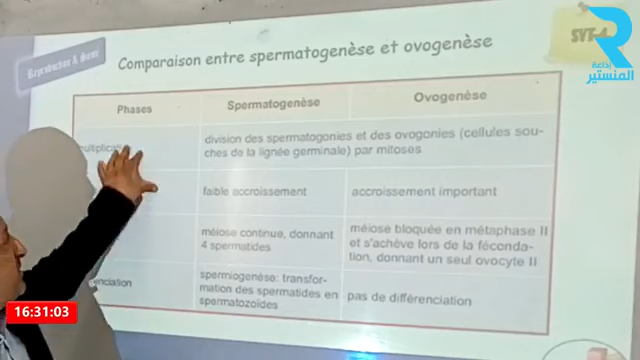 Reproduction & Santé
Comparaison entre spermatogenèse et ovogenèse
SVT-4
إذاعة
المنستير
Phases
Spermatogenèse
Ovogenèse
division des spermatogonies et des ovogonies (cellules sou-
ches de la lignée germinale) par mitoses
faible accroissement
accroissement important
méiose continue, donnant
4 spermatides
méiose bloquée en métaphase II
et s'achève lors de la féconda-
tion, donnant un seul ovocyte II
spermiogenèse: transfor-
mation des spermatides en
spermatozoïdes
pas de différenciation
16:31:03